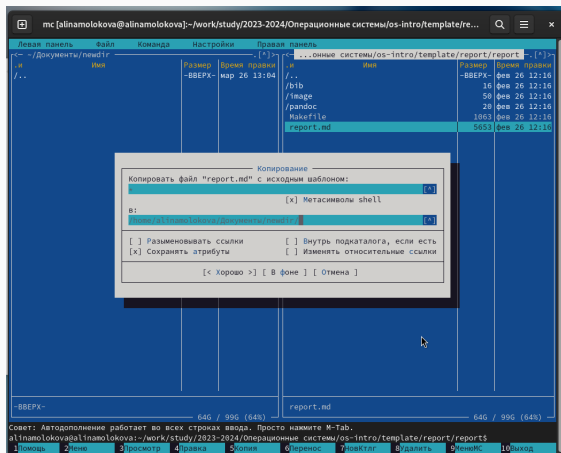 mc [alinamolokova@alinamolokova]:~/work/study/2023-2024/Операционные системы/os-intro/template/re...
Левая панель Файл Команда Настройки Правая панель
<— ~/Документы/newdir .[^]>
<— ...онные системы/os-intro/template/report/report .[^]>
.и Имя Размер Время правки
.и Имя Размер Время правки
/.. -ВВЕРХ- мар 26 13:04
/.. -ВВЕРХ- фев 26 12:16
/bib 16 фев 26 12:16
/image 50 фев 26 12:16
/pandoc 20 фев 26 12:16
Makefile 1063 фев 26 12:16
report.md 5653 фев 26 12:16
Копирование
Копировать файл "report.md" с исходным шаблоном:
* [^]
[x] Метасимволы shell
в:
/home/alinamolokova/Документы/newdir/ [^]
[ ] Разыменовывать ссылки [ ] Внутрь подкаталога, если есть
[x] Сохранять атрибуты [ ] Изменять относительные ссылки
[< Хорошо >] [ В фоне ] [ Отмена ]
-ВВЕРХ-
report.md
64G / 99G (64%)
64G / 99G (64%)
Совет: Автодополнение работает во всех строках ввода. Просто нажмите M-Tab.
alinamolokova@alinamolokova:~/work/study/2023-2024/Операционные системы/os-intro/template/report/report$
1Помощь 2Меню 3Просмотр 4Правка 5Копия 6Перенос 7НовКтлг 8Удалить 9МенюMC 10Выход